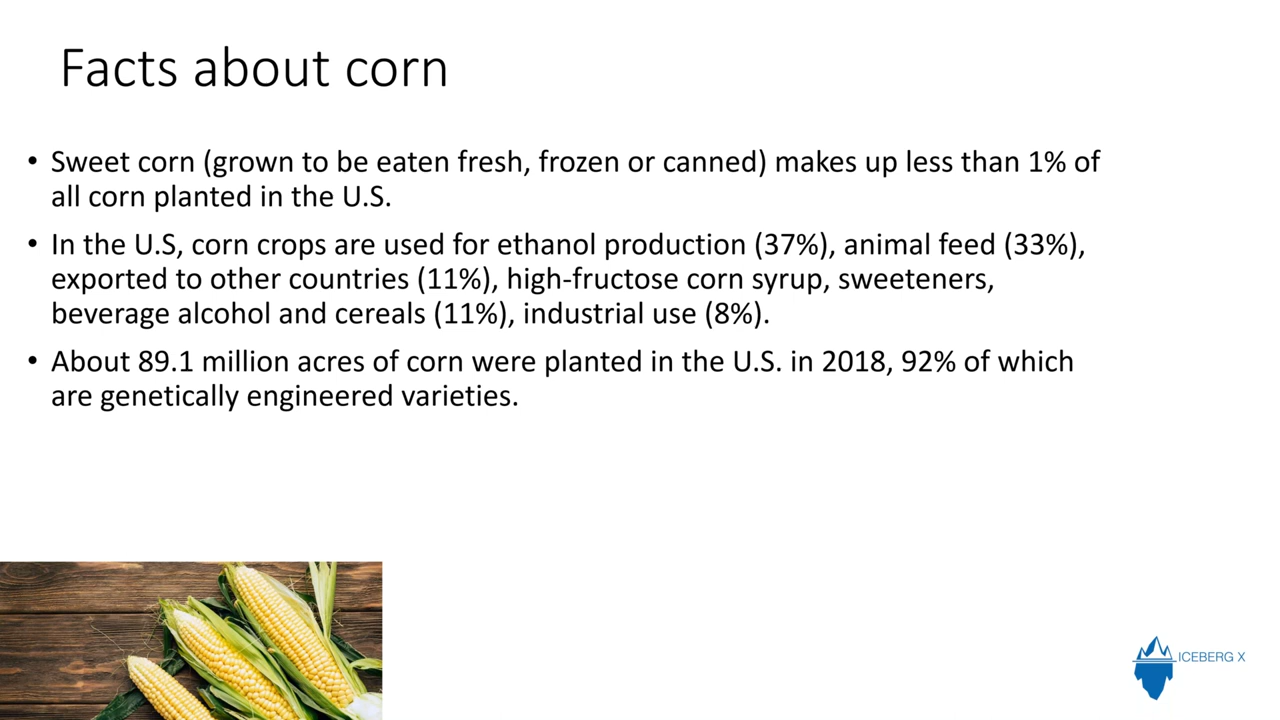 Facts about corn
• Sweet corn (grown to be eaten fresh, frozen or canned) makes up less than 1% of
all corn planted in the U.S.
• In the U.S, corn crops are used for ethanol production (37%), animal feed (33%),
exported to other countries (11%), high-fructose corn syrup, sweeteners,
beverage alcohol and cereals (11%), industrial use (8%).
• About 89.1 million acres of corn were planted in the U.S. in 2018, 92% of which
are genetically engineered varieties.
ICEBERG X